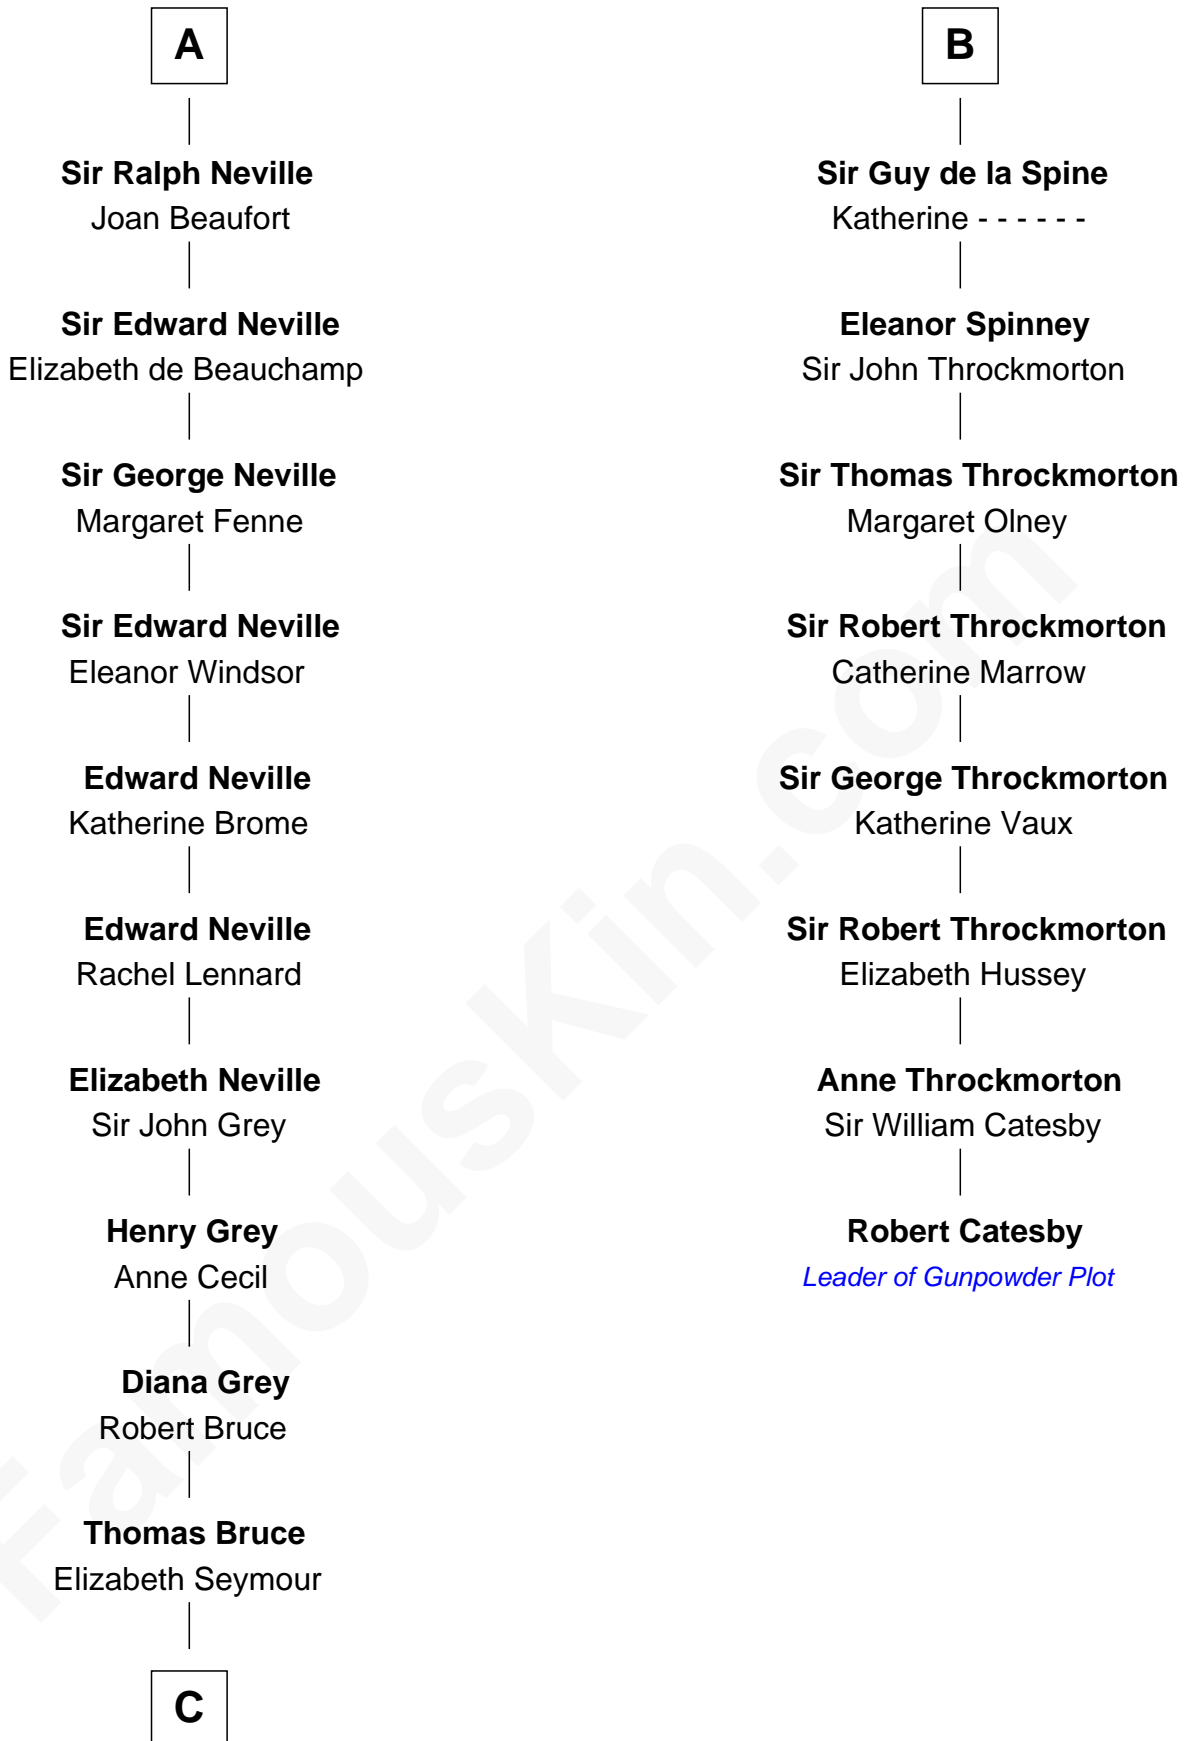 A
Sir Ralph Neville
Joan Beaufort
Sir Edward Neville
Elizabeth de Beauchamp
Sir George Neville
Margaret Fenne
Sir Edward Neville
Eleanor Windsor
Edward Neville
Katherine Brome
Edward Neville
Rachel Lennard
Elizabeth Neville
Sir John Grey
Henry Grey
Anne Cecil
Diana Grey
Robert Bruce
Thomas Bruce
Elizabeth Seymour
C
B
Sir Guy de la Spine
Katherine - - - - - -
Eleanor Spinney
Sir John Throckmorton
Sir Thomas Throckmorton
Margaret Olney
Sir Robert Throckmorton
Catherine Marrow
Sir George Throckmorton
Katherine Vaux
Sir Robert Throckmorton
Elizabeth Hussey
Anne Throckmorton
Sir William Catesby
Robert Catesby
Leader of Gunpowder Plot
FamousKin.com